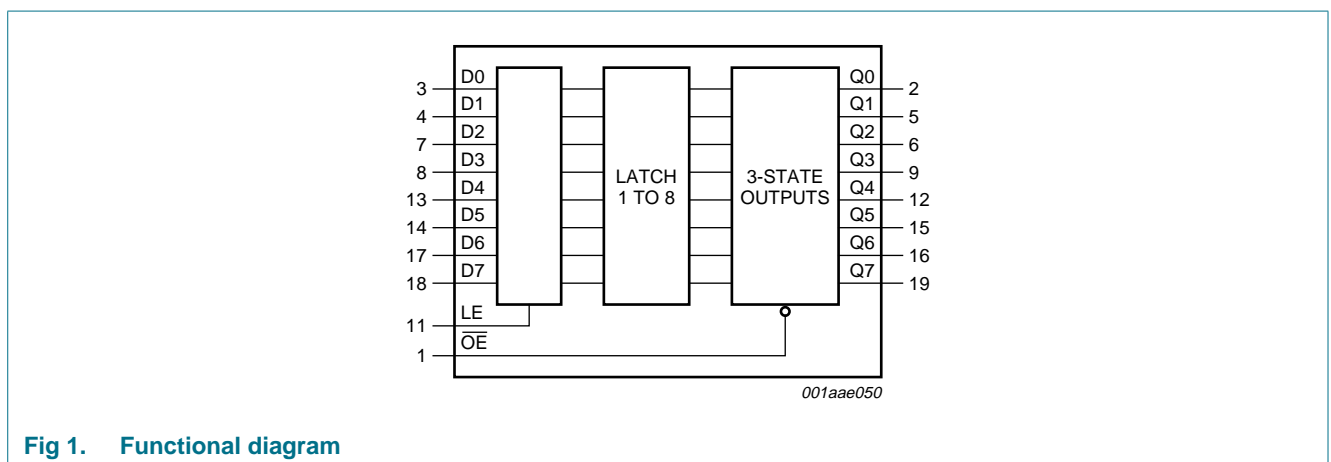 D0 Q0
3 2
D1 Q1
4 5
D2 Q2
7 6
D3 Q3
8 9
D4 LATCH 3-STATE Q4
13 1 TO 8 OUTPUTS 12
D5 Q5
14 15
D6 Q6
17 16
D7 Q7
18 19
LE
11
OE
1
001aae050
Fig 1. Functional diagram